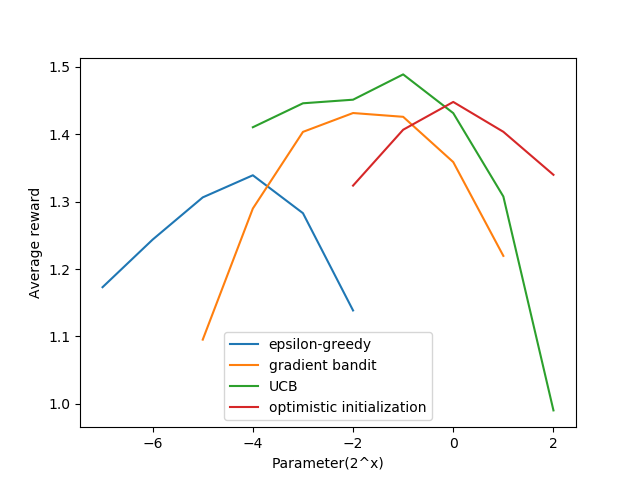 1.5
1.4
1.3
1.2
1.1
1.0
Average reward
epsilon-greedy
gradient bandit
UCB
optimistic initialization
−6
−4
−2
0
2
Parameter(2^x)